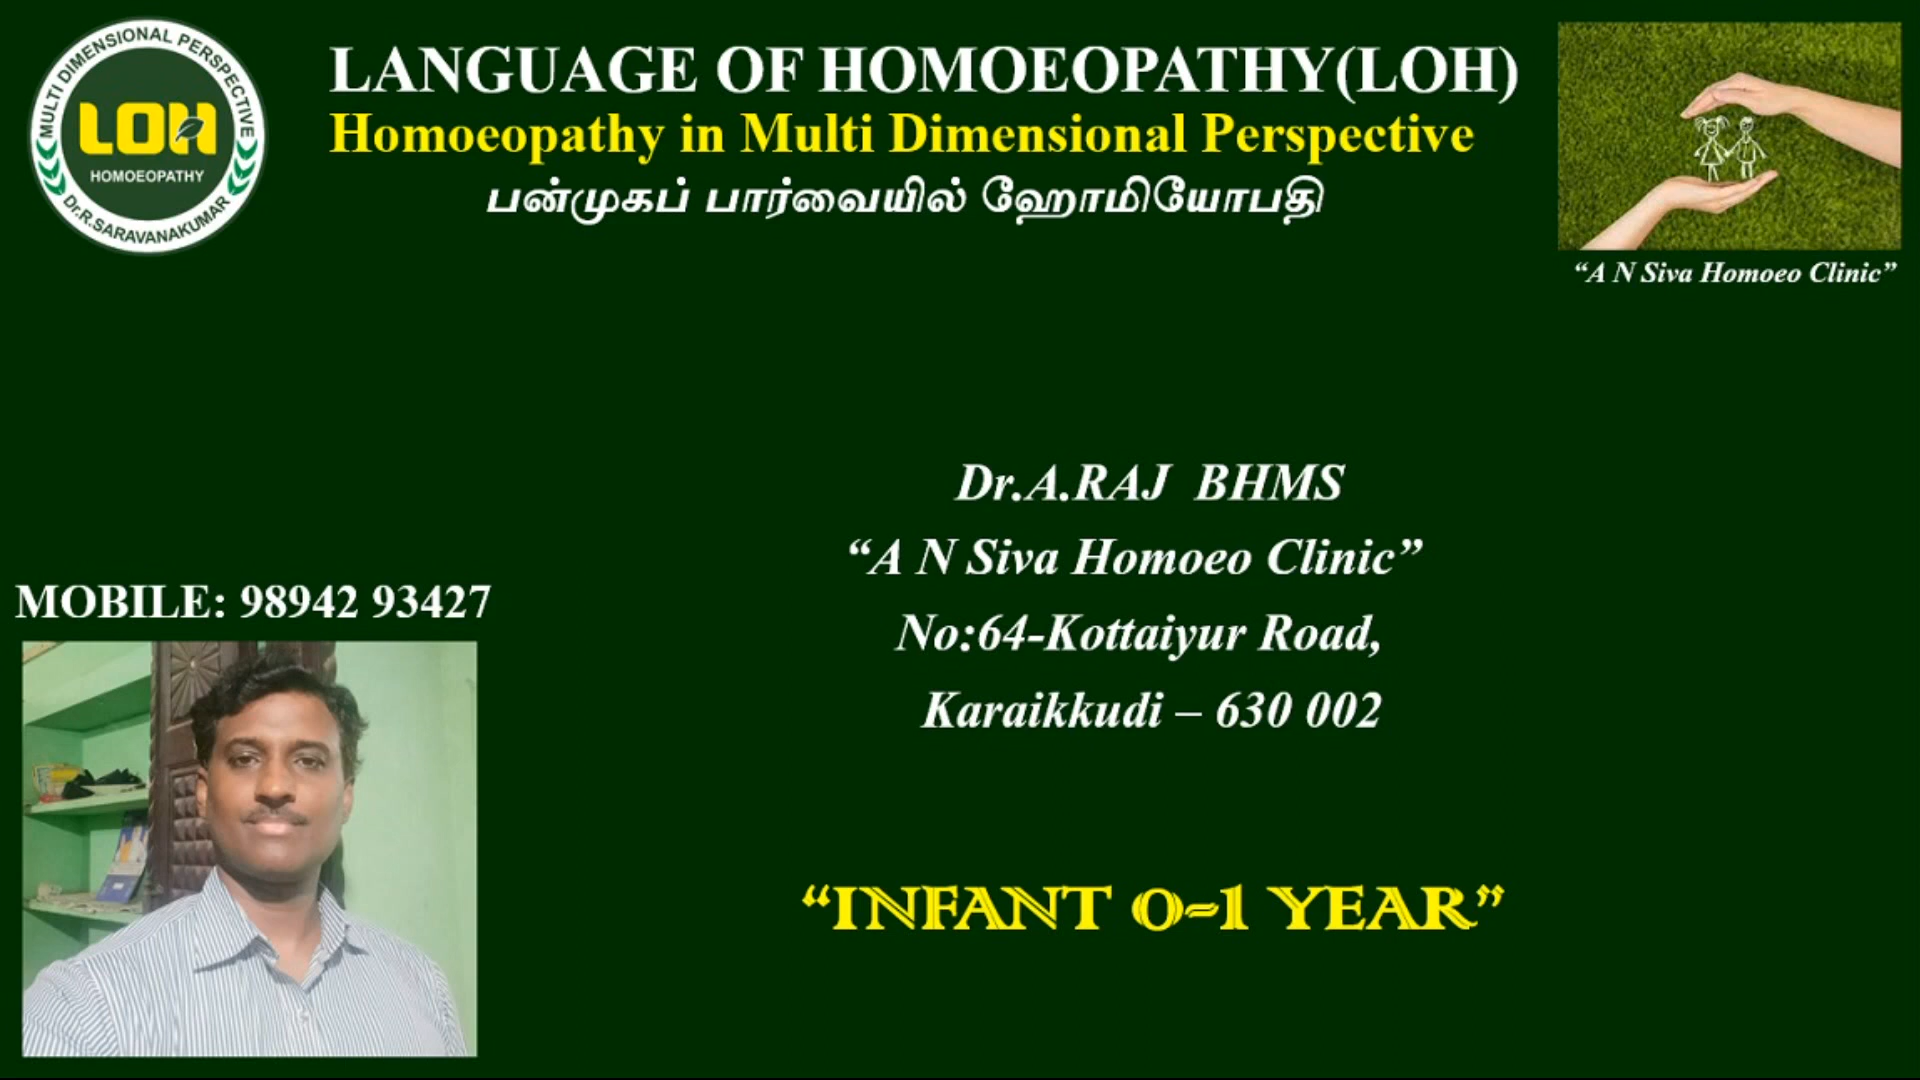 MULTI DIMENSIONAL PERSPECTIVE
LOH
HOMOEOPATHY
Dr.R.SARAVANAKUMAR
LANGUAGE OF HOMOEOPATHY(LOH)
Homoeopathy in Multi Dimensional Perspective
பன்முகப் பார்வையில் ஹோமியோபதி
“A N Siva Homoeo Clinic”
Dr.A.RAJ BHMS
“A N Siva Homoeo Clinic”
No:64-Kottaiyur Road,
Karaikkudi – 630 002
MOBILE: 98942 93427
“INFANT 0-1 YEAR”